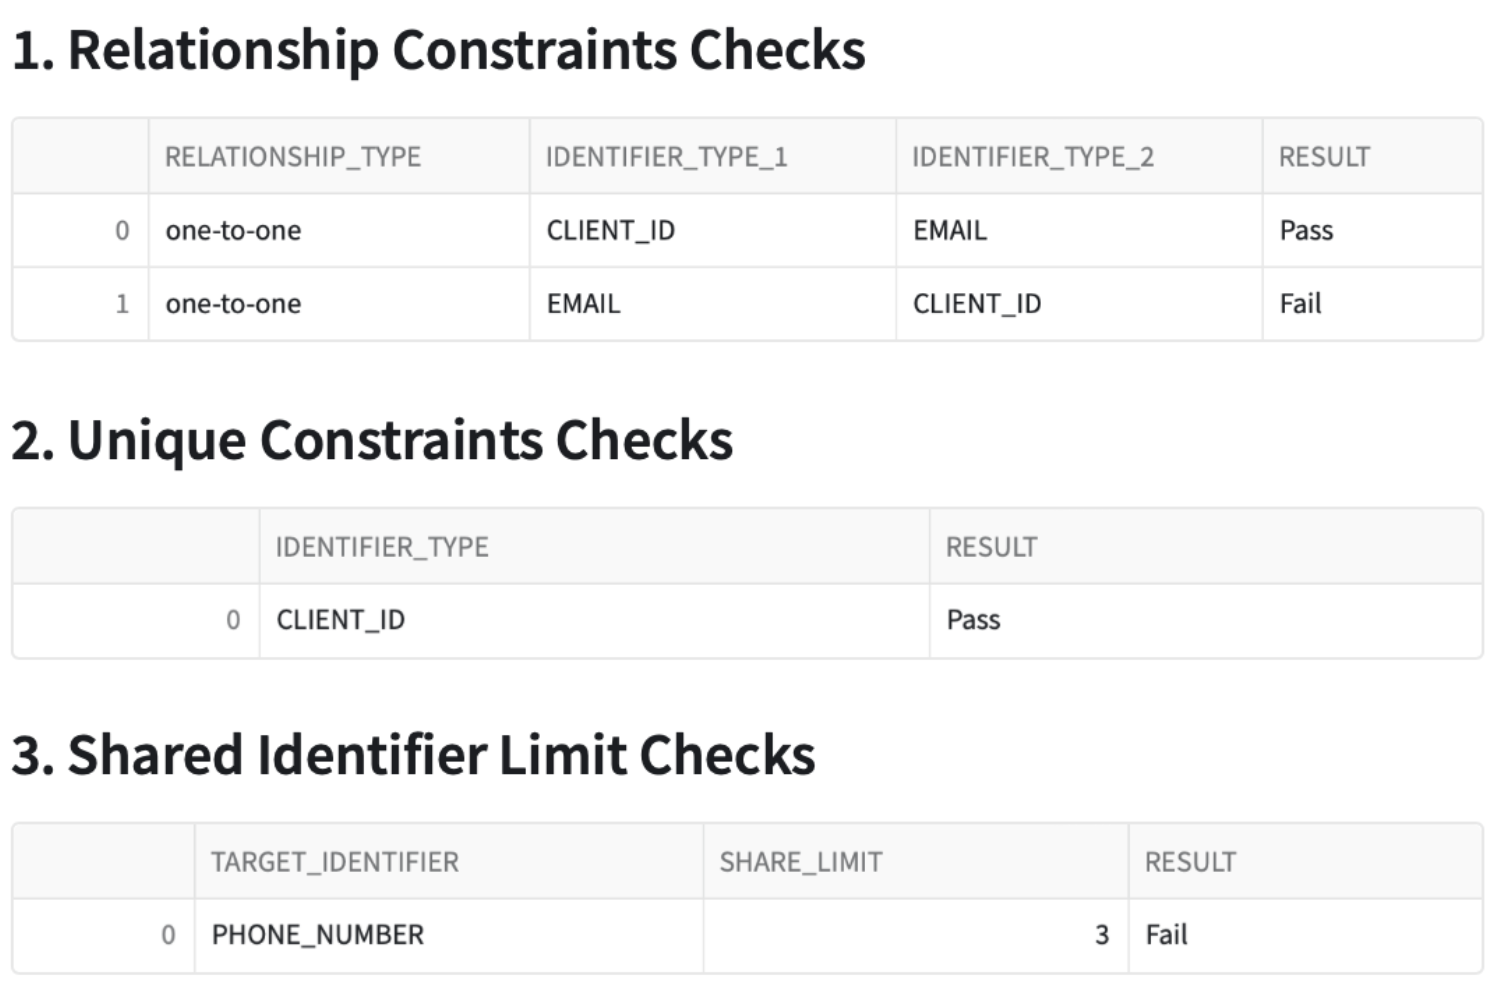 1. Relationship Constraints Checks
RELATIONSHIP_TYPE IDENTIFIER_TYPE_1 IDENTIFIER_TYPE_2 RESULT
0 one-to-one CLIENT_ID EMAIL Pass
1 one-to-one EMAIL CLIENT_ID Fail
2. Unique Constraints Checks
IDENTIFIER_TYPE RESULT
0 CLIENT_ID Pass
3. Shared Identifier Limit Checks
TARGET_IDENTIFIER SHARE_LIMIT RESULT
0 PHONE_NUMBER 3 Fail